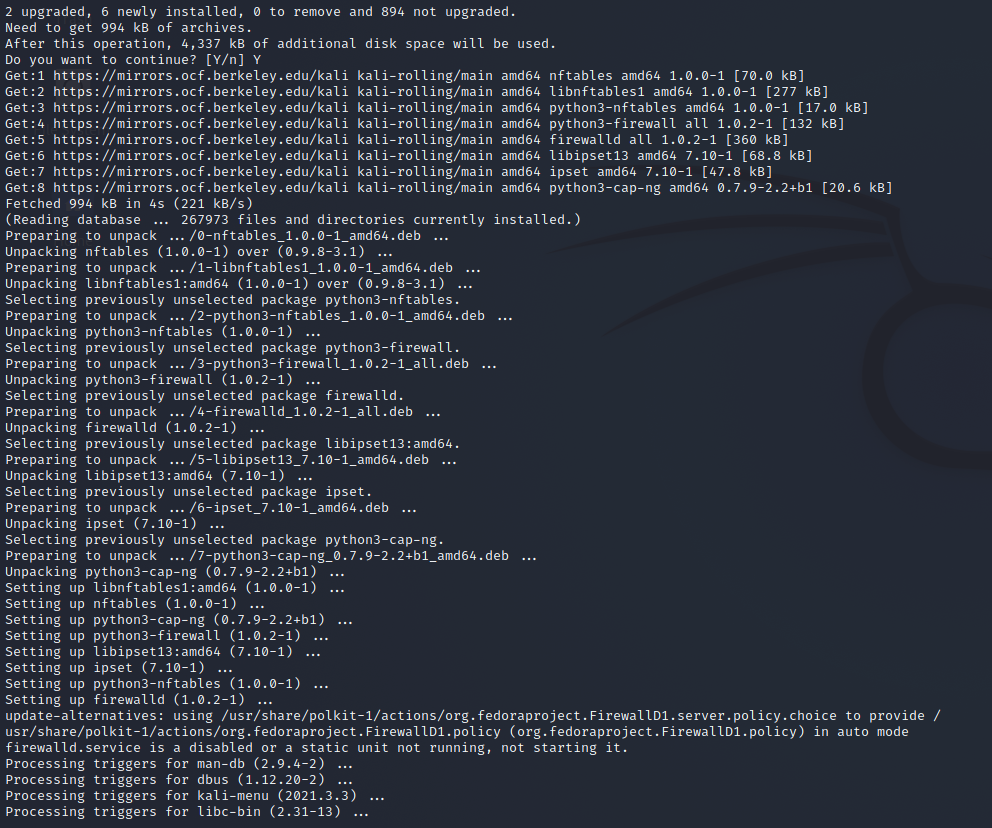 2 upgraded, 6 newly installed, 0 to remove and 894 not upgraded.
Need to get 994 kB of archives.
After this operation, 4,337 kB of additional disk space will be used.
Do you want to continue? [Y/n] Y
Get:1 https://mirrors.ocf.berkeley.edu/kali kali-rolling/main amd64 nftables amd64 1.0.0-1 [70.0 kB]
Get:2 https://mirrors.ocf.berkeley.edu/kali kali-rolling/main amd64 libnftables1 amd64 1.0.0-1 [277 kB]
Get:3 https://mirrors.ocf.berkeley.edu/kali kali-rolling/main amd64 python3-nftables amd64 1.0.0-1 [17.0 kB]
Get:4 https://mirrors.ocf.berkeley.edu/kali kali-rolling/main amd64 python3-firewall all 1.0.2-1 [132 kB]
Get:5 https://mirrors.ocf.berkeley.edu/kali kali-rolling/main amd64 firewalld all 1.0.2-1 [360 kB]
Get:6 https://mirrors.ocf.berkeley.edu/kali kali-rolling/main amd64 libipset13 amd64 7.10-1 [68.8 kB]
Get:7 https://mirrors.ocf.berkeley.edu/kali kali-rolling/main amd64 ipset amd64 7.10-1 [47.8 kB]
Get:8 https://mirrors.ocf.berkeley.edu/kali kali-rolling/main amd64 python3-cap-ng amd64 0.7.9-2.2+b1 [20.6 kB]
Fetched 994 kB in 4s (221 kB/s)
(Reading database ... 267973 files and directories currently installed.)
Preparing to unpack .../0-nftables_1.0.0-1_amd64.deb ...
Unpacking nftables (1.0.0-1) over (0.9.8-3.1) ...
Preparing to unpack .../1-libnftables1_1.0.0-1_amd64.deb ...
Unpacking libnftables1:amd64 (1.0.0-1) over (0.9.8-3.1) ...
Selecting previously unselected package python3-nftables.
Preparing to unpack .../2-python3-nftables_1.0.0-1_amd64.deb ...
Unpacking python3-nftables (1.0.0-1) ...
Selecting previously unselected package python3-firewall.
Preparing to unpack .../3-python3-firewall_1.0.2-1_all.deb ...
Unpacking python3-firewall (1.0.2-1) ...
Selecting previously unselected package firewalld.
Preparing to unpack .../4-firewalld_1.0.2-1_all.deb ...
Unpacking firewalld (1.0.2-1) ...
Selecting previously unselected package libipset13:amd64.
Preparing to unpack .../5-libipset13_7.10-1_amd64.deb ...
Unpacking libipset13:amd64 (7.10-1) ...
Selecting previously unselected package ipset.
Preparing to unpack .../6-ipset_7.10-1_amd64.deb ...
Unpacking ipset (7.10-1) ...
Selecting previously unselected package python3-cap-ng.
Preparing to unpack .../7-python3-cap-ng_0.7.9-2.2+b1_amd64.deb ...
Unpacking python3-cap-ng (0.7.9-2.2+b1) ...
Setting up libnftables1:amd64 (1.0.0-1) ...
Setting up nftables (1.0.0-1) ...
Setting up python3-cap-ng (0.7.9-2.2+b1) ...
Setting up python3-firewall (1.0.2-1) ...
Setting up libipset13:amd64 (7.10-1) ...
Setting up ipset (7.10-1) ...
Setting up python3-nftables (1.0.0-1) ...
Setting up firewalld (1.0.2-1) ...
update-alternatives: using /usr/share/polkit-1/actions/org.fedoraproject.FirewallD1.server.policy.choice to provide /
usr/share/polkit-1/actions/org.fedoraproject.FirewallD1.policy (org.fedoraproject.FirewallD1.policy) in auto mode
firewalld.service is a disabled or a static unit not running, not starting it.
Processing triggers for man-db (2.9.4-2) ...
Processing triggers for dbus (1.12.20-2) ...
Processing triggers for kali-menu (2021.3.3) ...
Processing triggers for libc-bin (2.31-13) ...